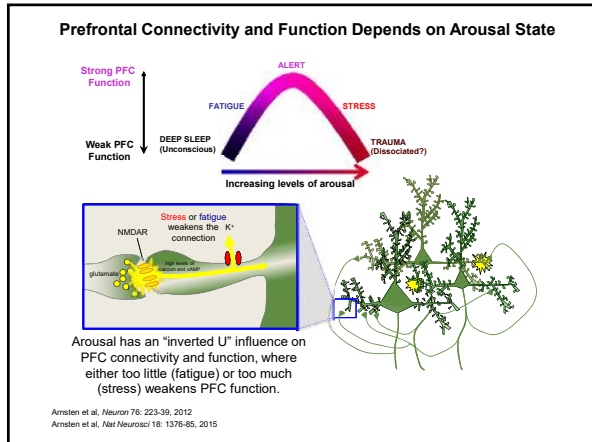 Prefrontal Connectivity and Function Depends on Arousal State
Strong PFC
Function
ALERT
FATIGUE
STRESS
Weak PFC
Function
DEEP SLEEP
(Unconscious)
TRAUMA
(Dissociated?)
Increasing levels of arousal
Stress or fatigue
weakens the K+
connection
NMDAR
glutamate
high levels of
calcium and cAMP
Arousal has an “inverted U” influence on
PFC connectivity and function, where
either too little (fatigue) or too much
(stress) weakens PFC function.
Arnsten et al, Neuron 76: 223-39, 2012
Arnsten et al, Nat Neurosci 18: 1376-85, 2015